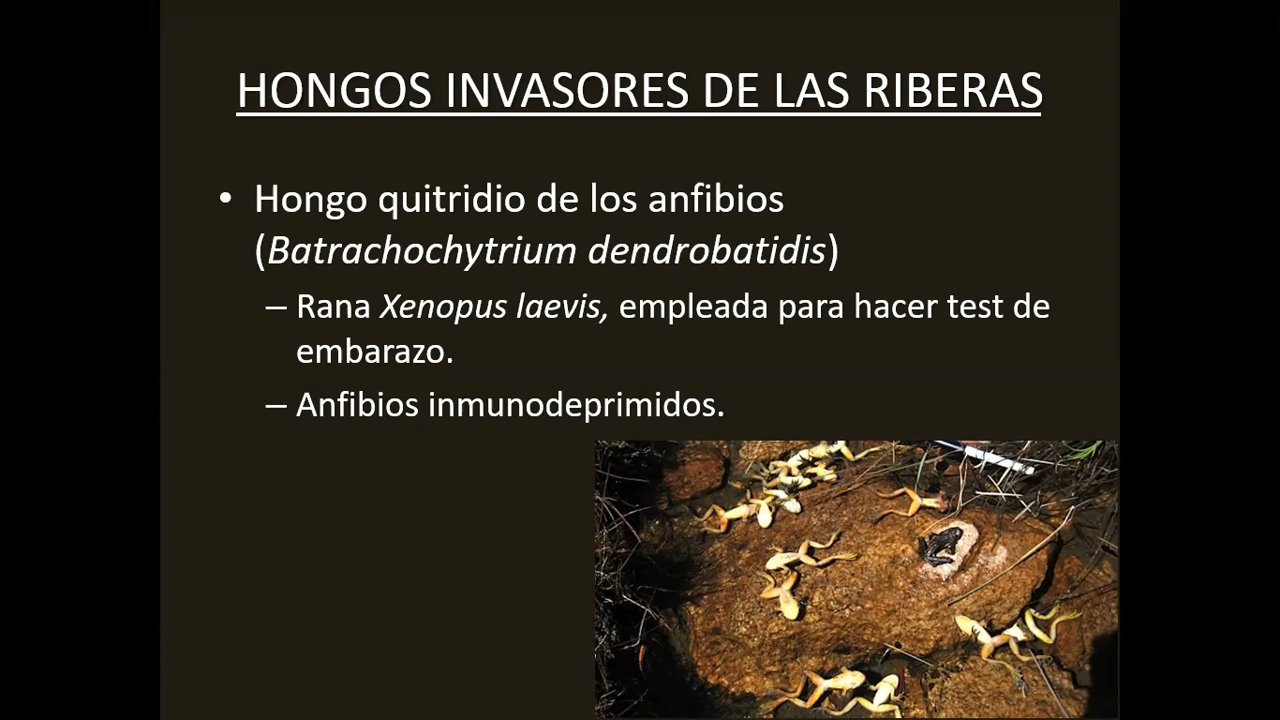 HONGOS INVASORES DE LAS RIBERAS
• Hongo quitridio de los anfibios
(Batrachochytrium dendrobatidis)
– Rana Xenopus laevis, empleada para hacer test de
embarazo.
– Anfibios inmunodeprimidos.